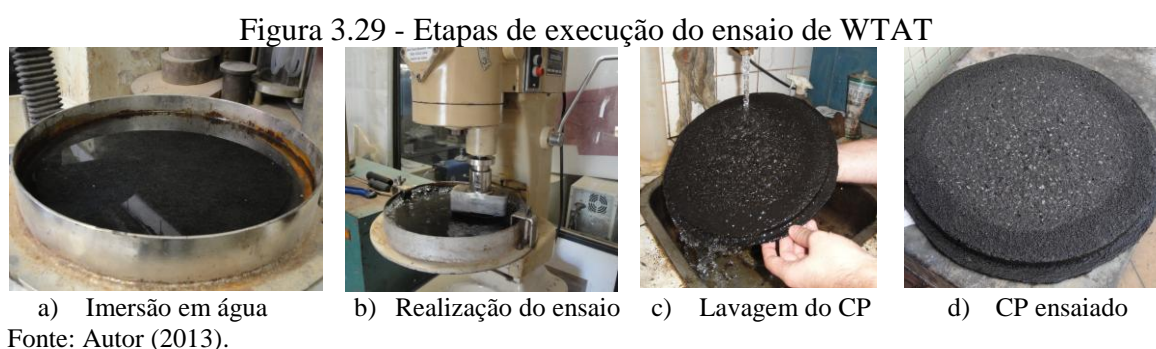 Figura 3.29 - Etapas de execução do ensaio de WTAT
a) Imersão em água b) Realização do ensaio c) Lavagem do CP d) CP ensaiado
Fonte: Autor (2013).